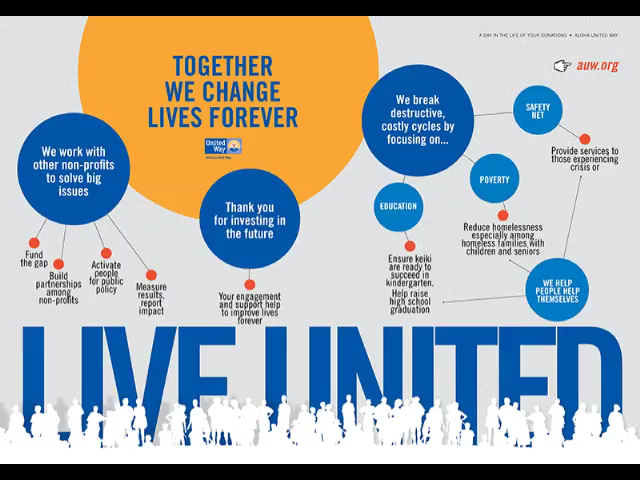 A DAY IN THE LIFE OF YOUR DONATIONS • ALOHA UNITED WAY
auw.org
TOGETHER
WE CHANGE
LIVES FOREVER
United
Way
We work with
other non-profits
to solve big
issues
Fund
the gap
Build
partnerships
among
non-profits
Activate
people
for public
policy
Measure
results,
report
impact
Thank you
for investing in
the future
Your engagement
and support help
to improve lives
forever
We break
destructive,
costly cycles by
focusing on...
SAFETY
NET
Provide services to
those experiencing
crisis or
POVERTY
Reduce homelessness
especially among
homeless families with
children and seniors
EDUCATION
Ensure keiki
are ready to
succeed in
kindergarten.
Help raise
high school
graduation
WE HELP
PEOPLE HELP
THEMSELVES
LIVE UNITED